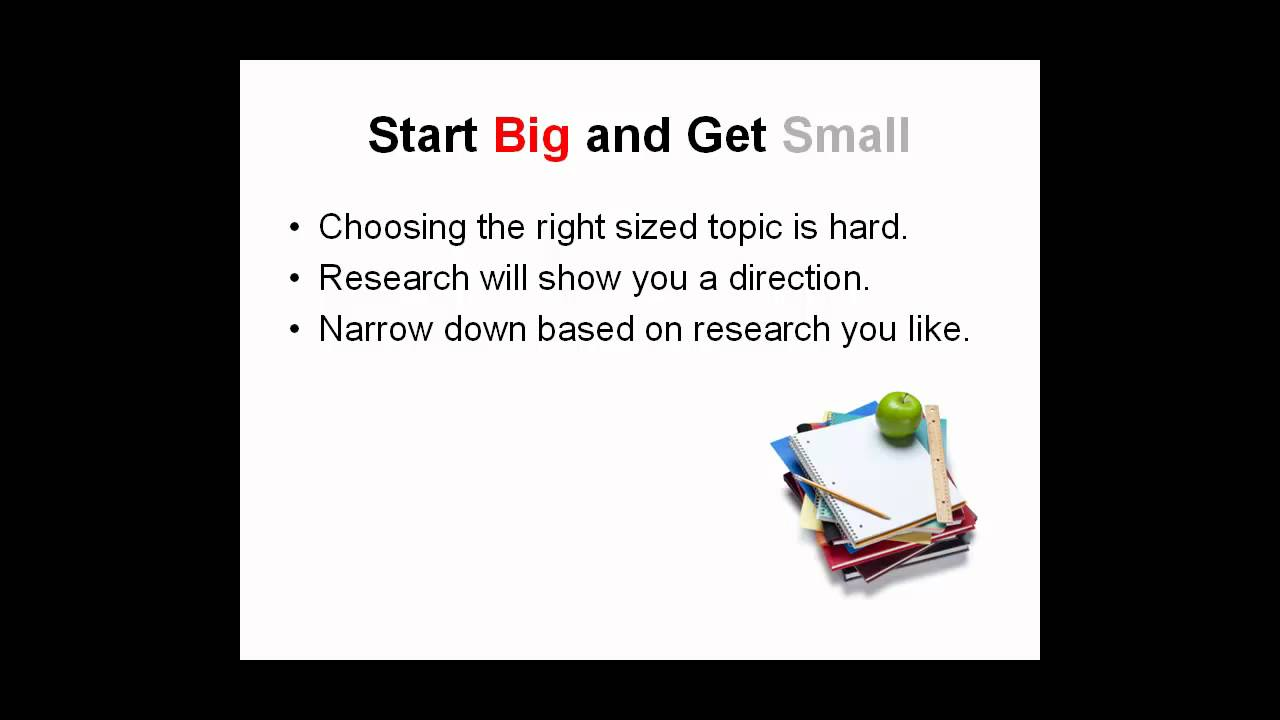 Start Big and Get Small
• Choosing the right sized topic is hard.
• Research will show you a direction.
• Narrow down based on research you like.